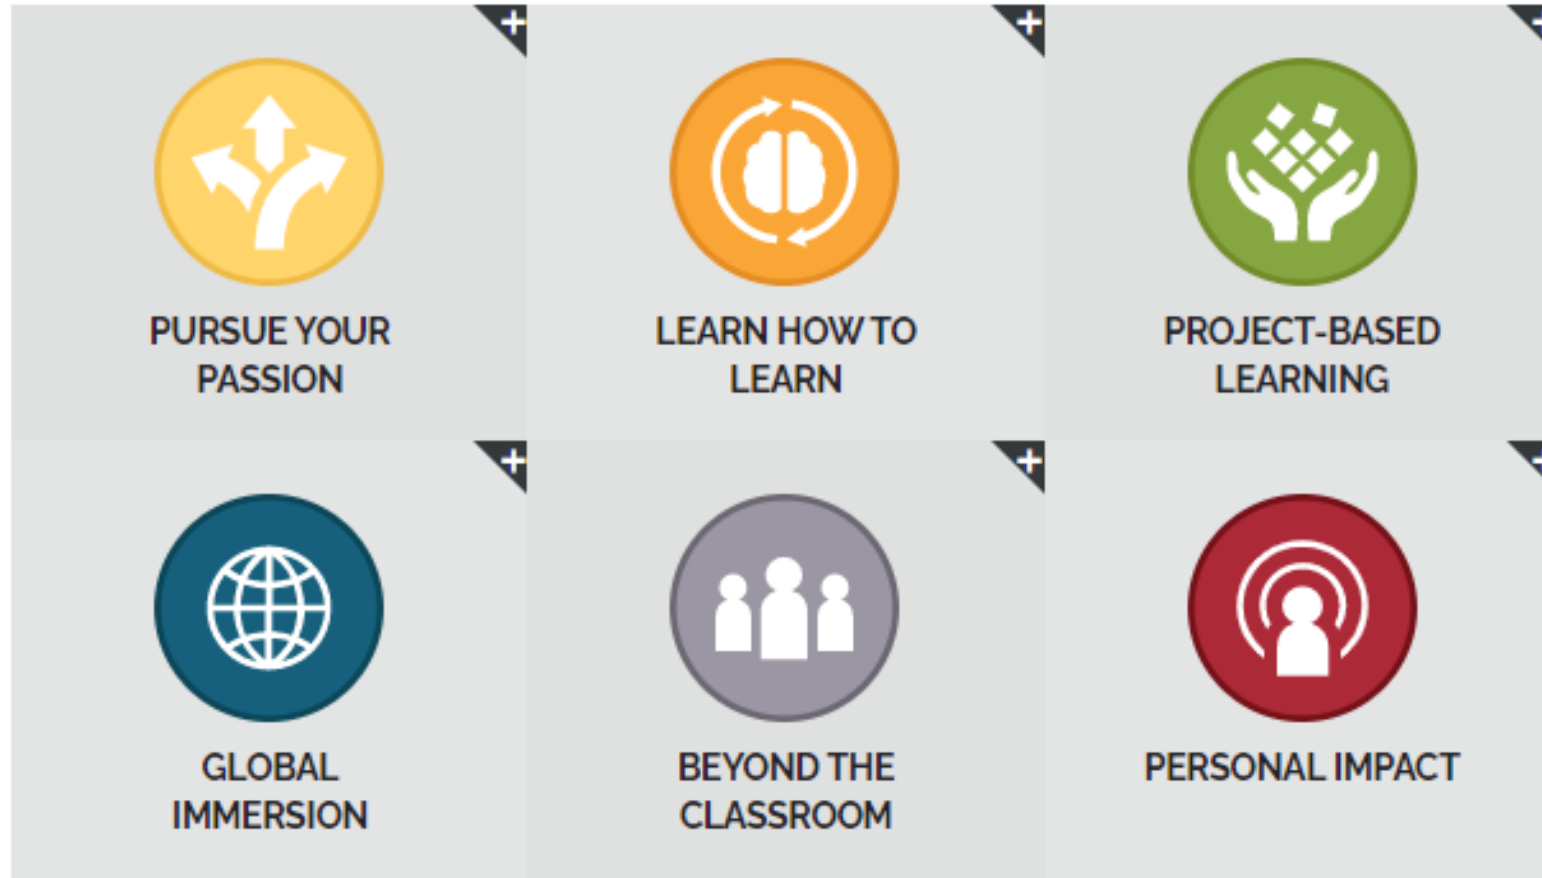 PURSUE YOUR
PASSION
LEARN HOW TO
LEARN
PROJECT-BASED
LEARNING
GLOBAL
IMMERSION
BEYOND THE
CLASSROOM
PERSONAL IMPACT